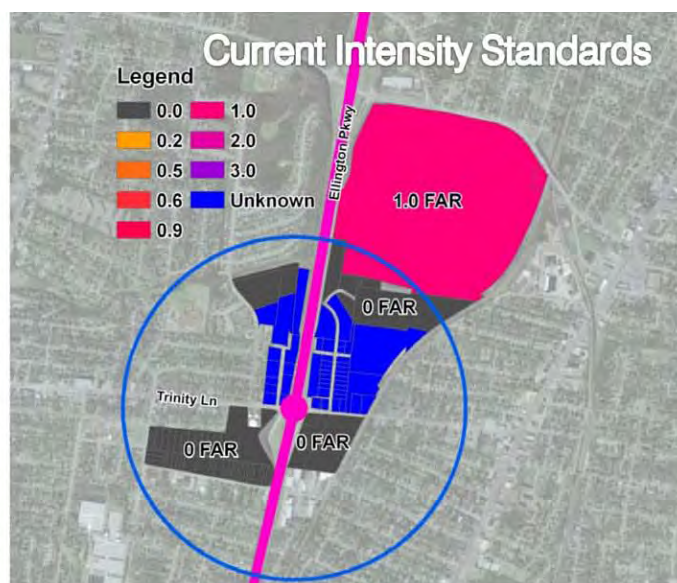 Current Intensity Standards
Legend
0.0
1.0
0.2
2.0
0.5
3.0
0.6
Unknown
0.9
Ellington Pkwy
1.0 FAR
0 FAR
Trinity Ln
0 FAR
0 FAR